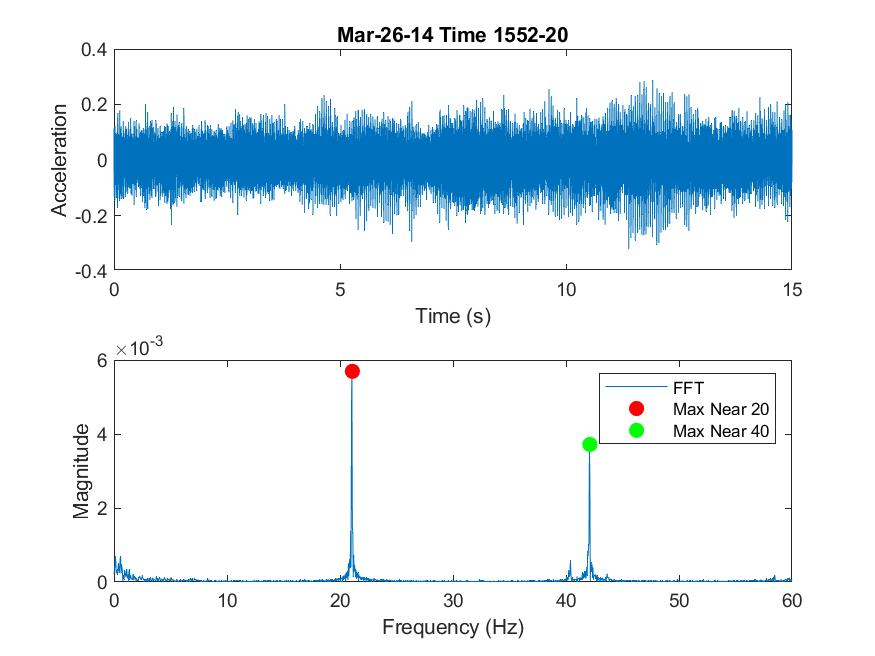 Mar-26-14 Time 1552-20
0.4
0.2
0
-0.2
-0.4
Acceleration
0 5 10 15
Time (s)
×10-3
6
4
2
0
Magnitude
FFT
Max Near 20
Max Near 40
0 10 20 30 40 50 60
Frequency (Hz)